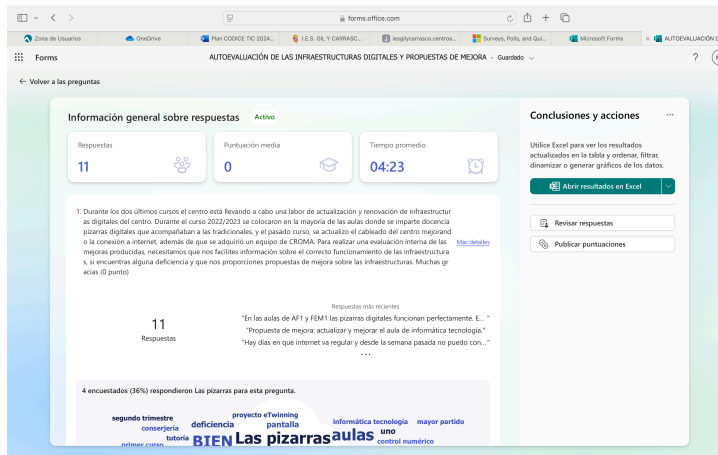 forms.office.com
Zona de Usuarios
OneDrive
Plan CODICE TIC 2024...
I.E.S. GIL Y CARRASC...
iesgilycarrasco.centros...
Surveys, Polls, and Qui...
Microsoft Forms
AUTOEVALUACIÓN D
Forms
AUTOEVALUACIÓN DE LAS INFRAESTRUCTURAS DIGITALES Y PROPUESTAS DE MEJORA - Guardado
?
Volver a las preguntas
Información general sobre respuestas Activo
Respuestas
11
Puntuación media
0
Tiempo promedio
04:23
1. Durante los dos últimos cursos el centro está llevando a cabo una labor de actualización y renovación de infraestructur
as digitales del centro. Durante el curso 2022/2023 se colocaron en la mayoría de las aulas donde se imparte docencia
pizarras digitales que acompañaban a las tradicionales, y el pasado curso, se actualizo el cableado del centro mejorand
o la conexión a internet, además de que se adquirió un equipo de CROMA. Para realizar una evaluación interna de las
mejoras producidas, necesitamos que nos facilites información sobre el correcto funcionamiento de las infraestructura
s, si encuentras alguna deficiencia y que nos proporciones propuestas de mejora sobre las infraestructuras. Muchas gr
acias (0 punto)
Más detalles
11
Respuestas
Respuestas más recientes
"En las aulas de AF1 y FEM1 las pizarras digitales funcionan perfectamente. E... "
"Propuesta de mejora: actualizar y mejorar el aula de informática tecnología."
"Hay días en que internet va regular y desde la semana pasada no puedo con..."
...
4 encuestados (36%) respondieron Las pizarras para esta pregunta.
segundo trimestre
proyecto eTwinning
conserjería
deficiencia
pantalla
informática tecnología
mayor partido
tutoría
BIEN
Las pizarras
aulas
uno
primer curso
control numérico
Conclusiones y acciones
...
Utilice Excel para ver los resultados
actualizados en la tabla y ordenar, filtrar,
dinamizar o generar gráficos de los datos.
Abrir resultados en Excel
Revisar respuestas
Publicar puntuaciones